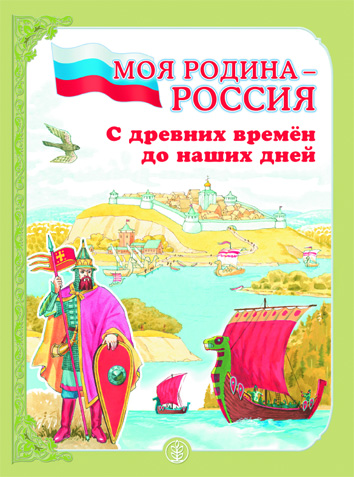 МОЯ РОДИНА –
РОССИЯ
С древних времён
до наших дней